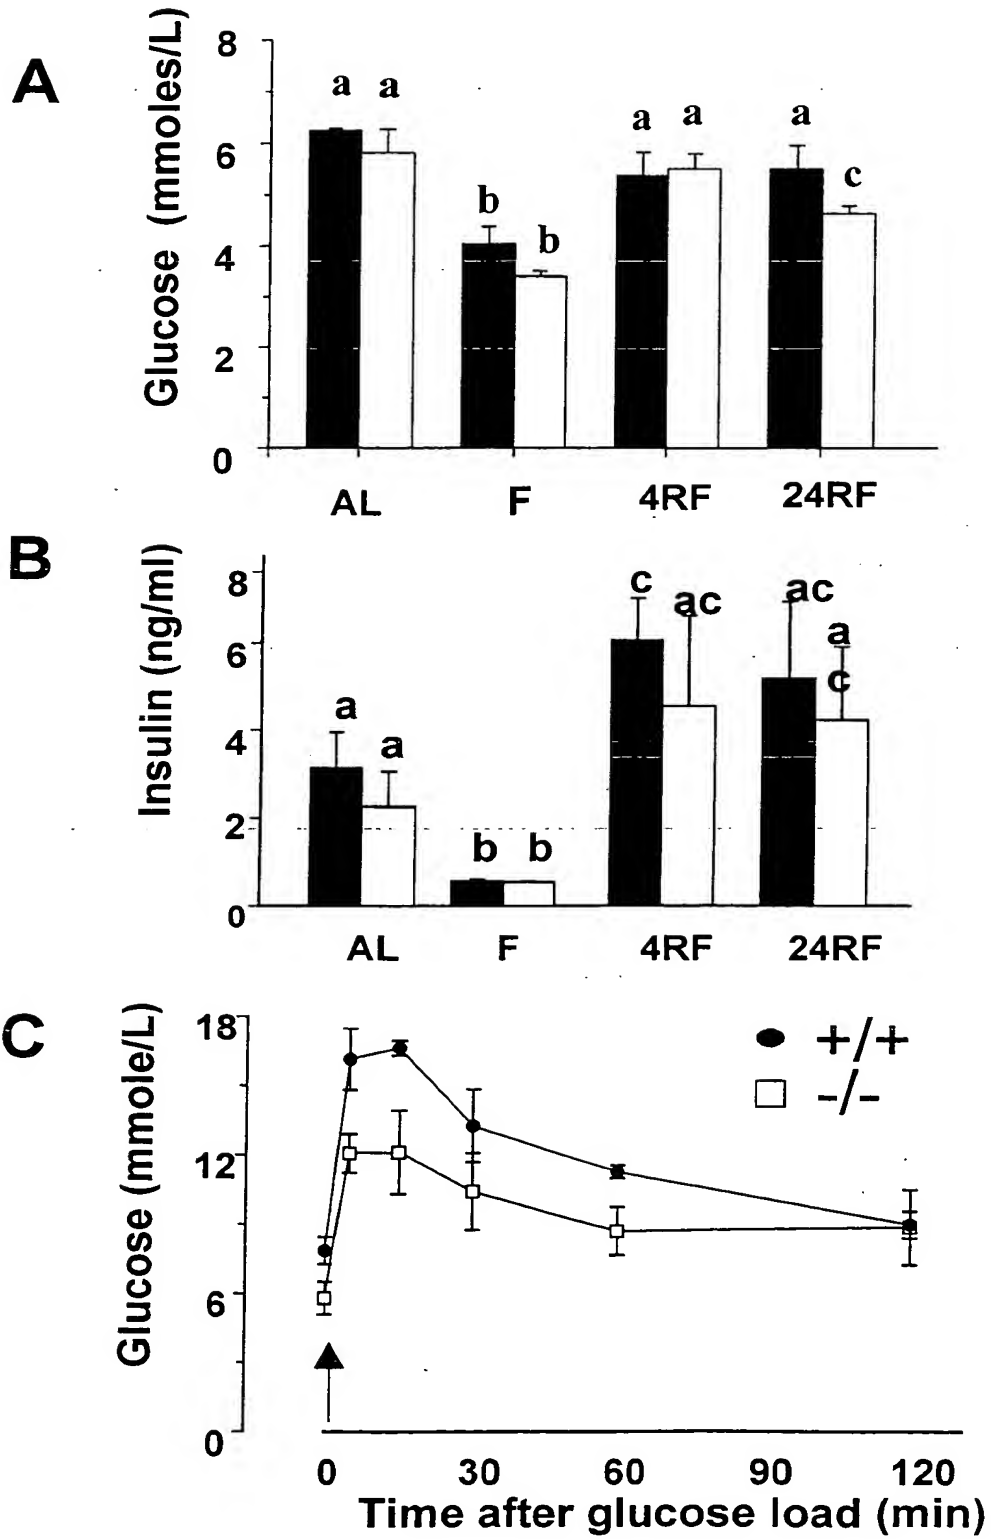 A
Glucose (mmoles/L)
8
6
4
2
0
a a
b
b
a a
a
c
AL F 4RF 24RF
B
Insulin (ng/ml)
8
6
4
2
0
a
a
b b
c
ac
ac
a
c
AL F 4RF 24RF
C
Glucose (mmole/L)
18
12
6
0
+/+
-/-
0 30 60 90 120
Time after glucose load (min)